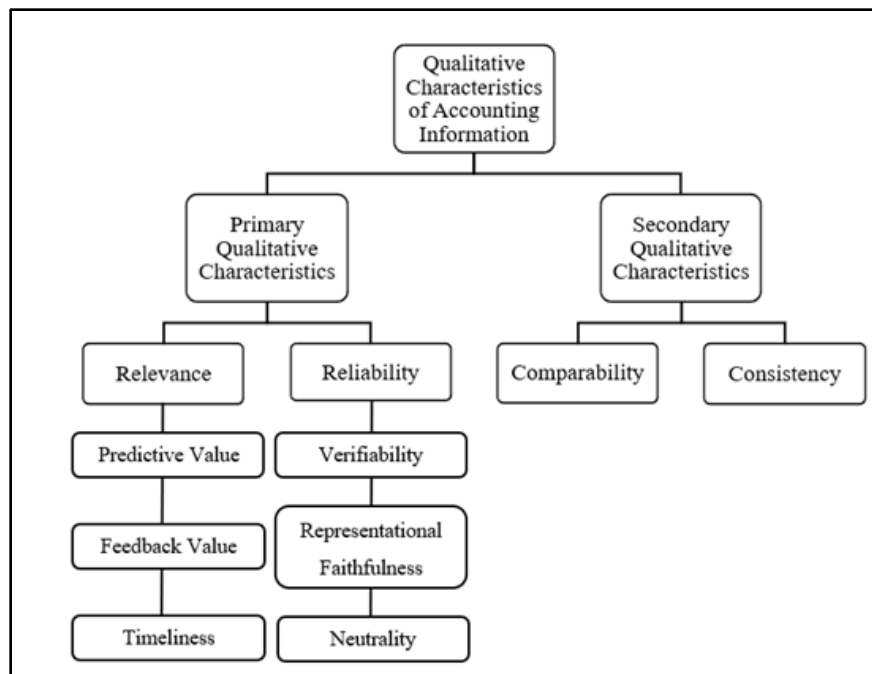 Qualitative
Characteristics
of Accounting
Information
Primary
Qualitative
Characteristics
Secondary
Qualitative
Characteristics
Relevance
Reliability
Comparability
Consistency
Predictive Value
Verifiability
Feedback Value
Representational
Faithfulness
Timeliness
Neutrality